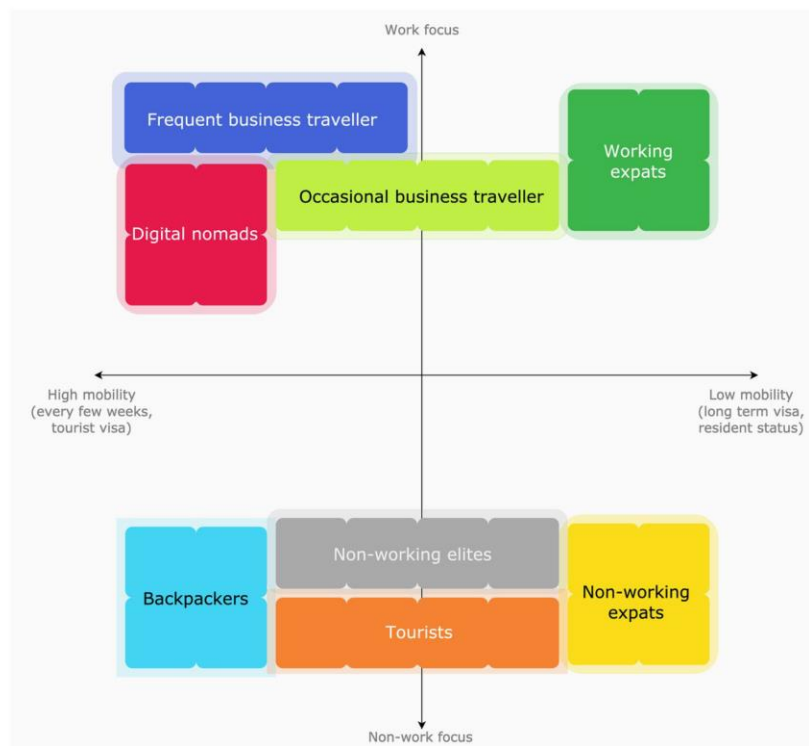 Work focus
Frequent business traveller
Working
expats
Occasional business traveller
Digital nomads
High mobility
(every few weeks,
tourist visa)
Low mobility
(long term visa,
resident status)
Non-working elites
Backpackers
Non-working
expats
Tourists
Non-work focus